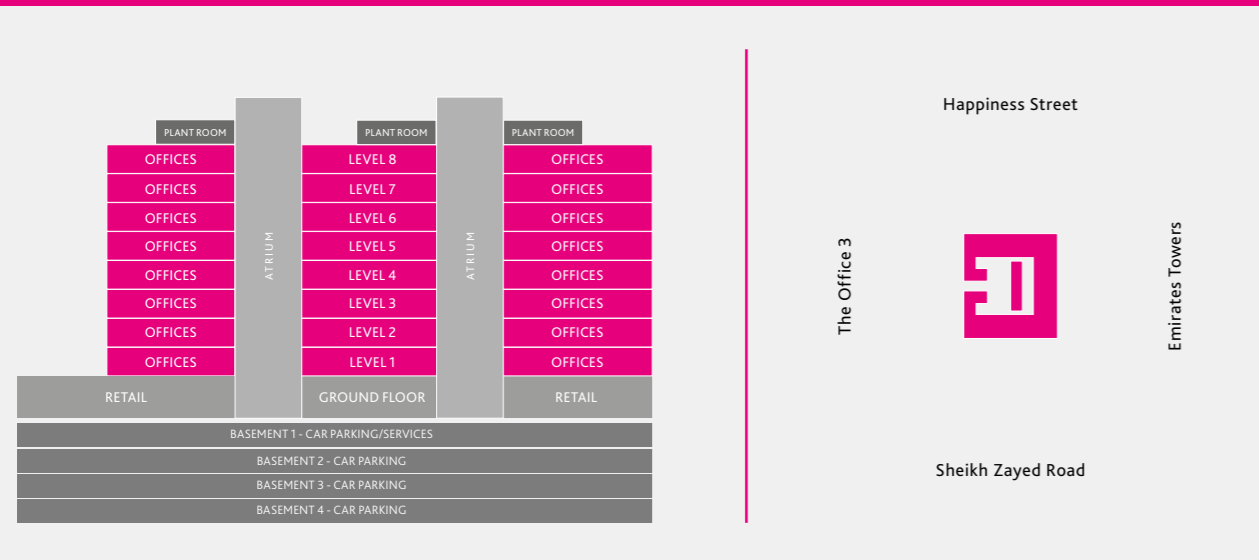 PLANT ROOM PLANT ROOM PLANT ROOM
OFFICES LEVEL 8 OFFICES
OFFICES LEVEL 7 OFFICES
OFFICES LEVEL 6 OFFICES
OFFICES LEVEL 5 OFFICES
OFFICES LEVEL 4 OFFICES
OFFICES LEVEL 3 OFFICES
OFFICES LEVEL 2 OFFICES
OFFICES LEVEL 1 OFFICES
ATRIUM
ATRIUM
RETAIL GROUND FLOOR RETAIL
BASEMENT 1 - CAR PARKING/SERVICES
BASEMENT 2 - CAR PARKING
BASEMENT 3 - CAR PARKING
BASEMENT 4 - CAR PARKING
Happiness Street
The Office 3
Emirates Towers
Sheikh Zayed Road